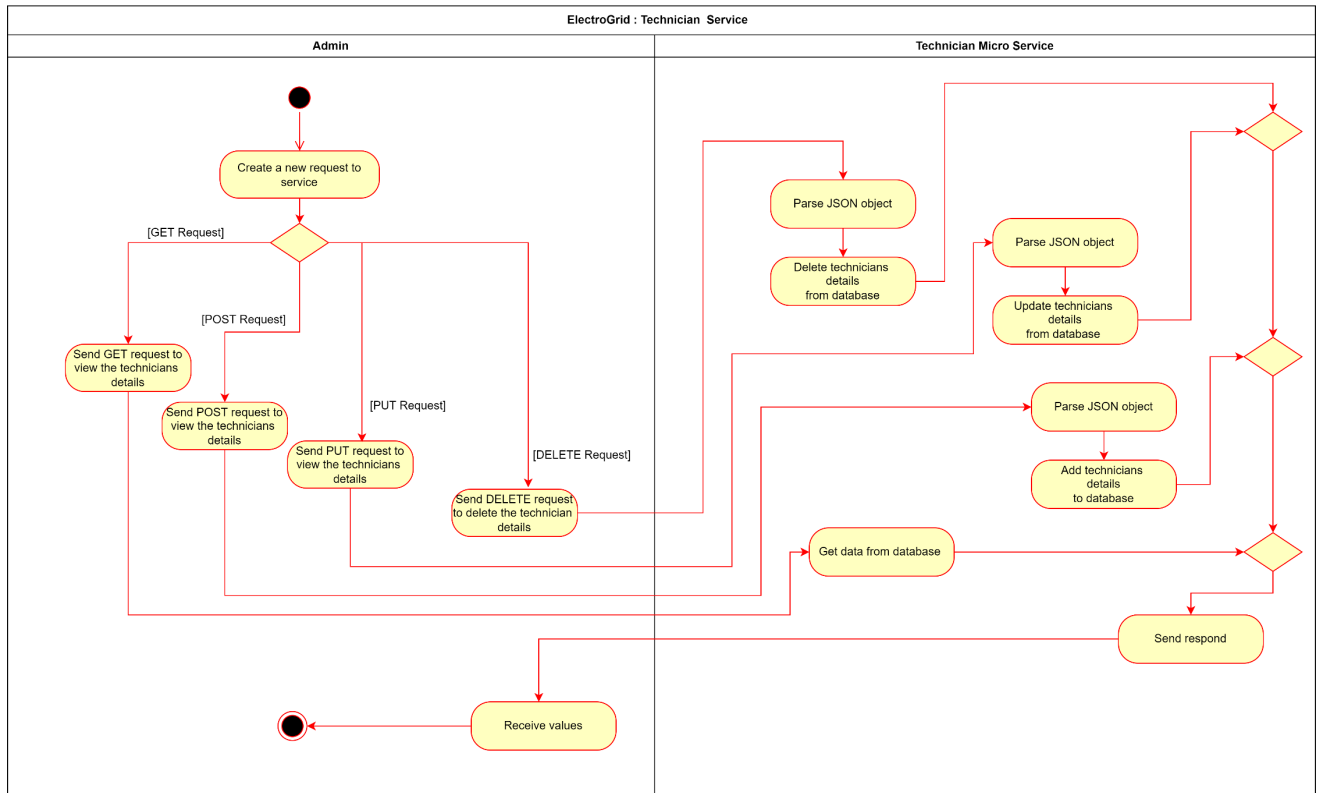 ElectroGrid : Technician  Service
Admin
Technician Micro Service
Create a new request to
service
[GET Request]
[POST Request]
[PUT Request]
[DELETE Request]
Send GET request to
view the technicians
details
Send POST request to
view the technicians
details
Send PUT request to
view the technicians
details
Send DELETE request
to delete the technician
details
Parse JSON object
Delete technicians
details
from database
Parse JSON object
Update technicians
details
from database
Parse JSON object
Add technicians
details
to database
Get data from database
Send respond
Receive values